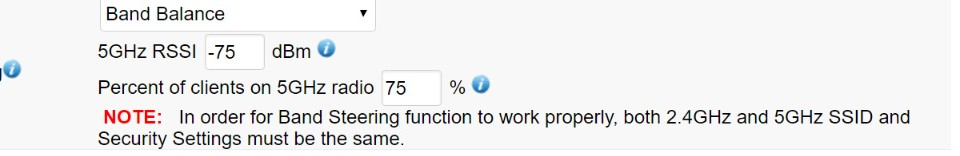 Band Balance
5GHz RSSI -75 dBm
Percent of clients on 5GHz radio 75 %
NOTE: In order for Band Steering function to work properly, both 2.4GHz and 5GHz SSID and
Security Settings must be the same.